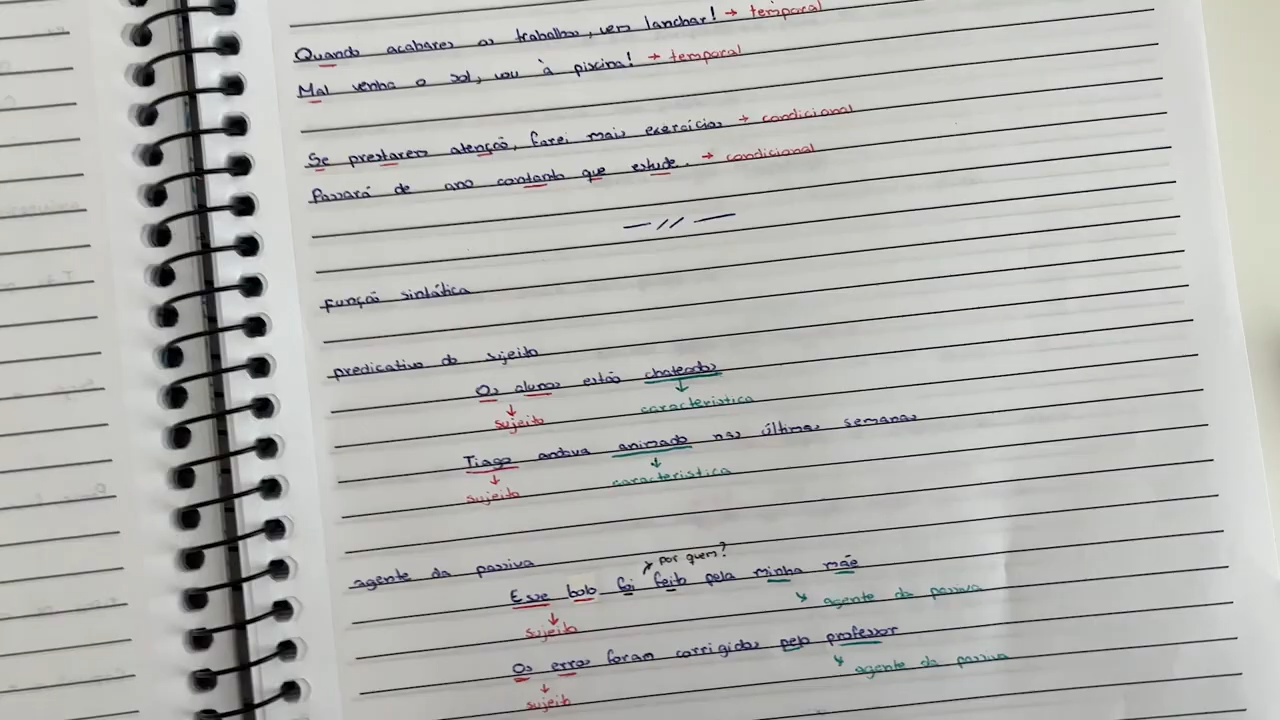 Quando acabares os trabalhos, vem lanchar! → temporal
Mal venha o sol, vou à piscina! → temporal
Se prestarem atenção, farei mais exercícios → condicional
Passará de ano contanto que estude. → condicional
— // —
Função sintática
predicativo do sujeito
Os alunos estão chateados
↓ sujeito ↓ característica
Tiago andava animado nas últimas semanas
↓ sujeito ↓ característica
agente da passiva
por quem?
Esse bolo foi feito pela minha mãe
↓ sujeito ↘ agente da passiva
Os erros foram corrigidos pelo professor
↓ sujeito ↘ agente da passiva